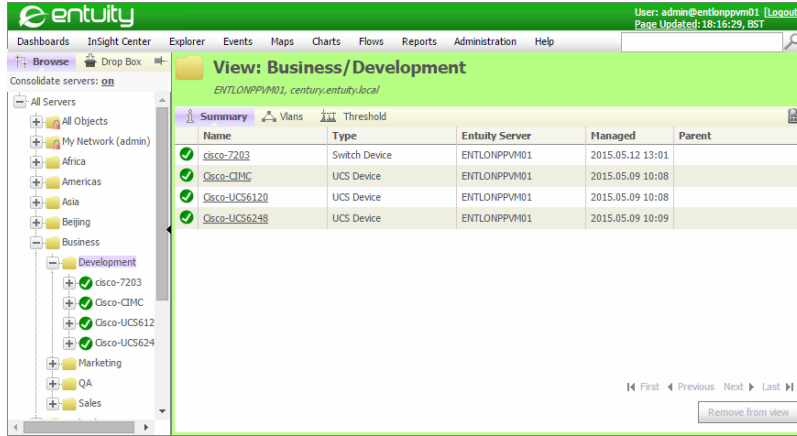 entuity
User: admin@entlonppvm01 [Logout
Page Updated:18:16:29, BST
Dashboards InSight Center Explorer Events Maps Charts Flows Reports Administration Help
Browse Drop Box
Consolidate servers: on
All Servers
All Objects
My Network (admin)
Africa
Americas
Asia
Beijing
Business
Development
cisco-7203
Cisco-CIMC
Cisco-UCS612
Cisco-UCS624
Marketing
QA
Sales
View: Business/Development
ENTLONPPVM01, century.entuity.local
Summary Vlans Threshold
Name Type Entuity Server Managed Parent
cisco-7203 Switch Device ENTLONPPVM01 2015.05.12 13:01
Cisco-CIMC UCS Device ENTLONPPVM01 2015.05.09 10:08
Cisco-UCS6120 UCS Device ENTLONPPVM01 2015.05.09 10:08
Cisco-UCS6248 UCS Device ENTLONPPVM01 2015.05.09 10:09
First Previous Next Last
Remove from view